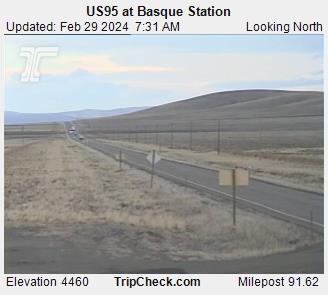 US95 at Basque Station
Updated: Feb 29 2024 7:31 AM Looking North
Elevation 4460 TripCheck.com Milepost 91.62